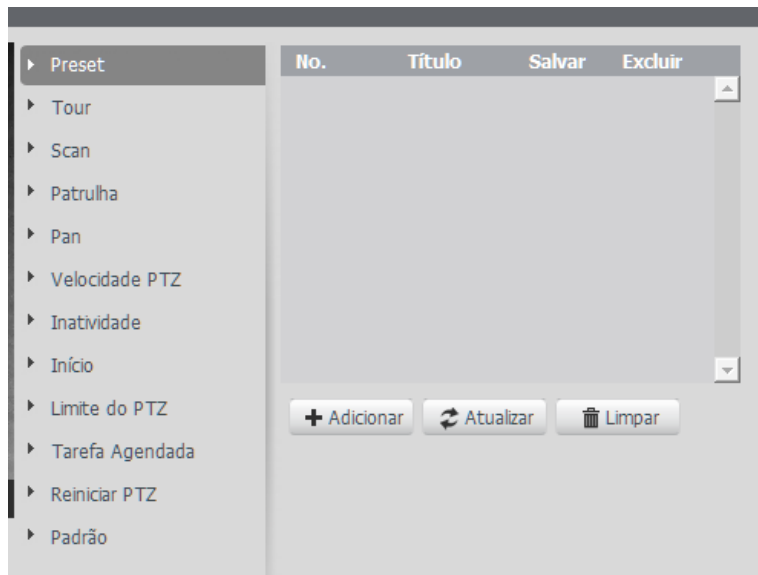 Preset
Tour
Scan
Patrulha
Pan
Velocidade PTZ
Inatividade
Início
Limite do PTZ
Tarefa Agendada
Reiniciar PTZ
Padrão
No. Título Salvar Excluir
Adicionar Atualizar Limpar